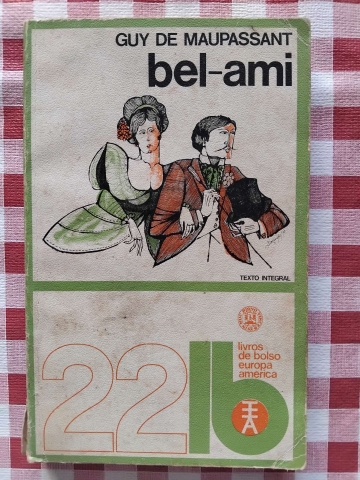 GUY DE MAUPASSANT
bel-ami
TEXTO INTEGRAL
22
lb
livros
de bolso
europa
américa